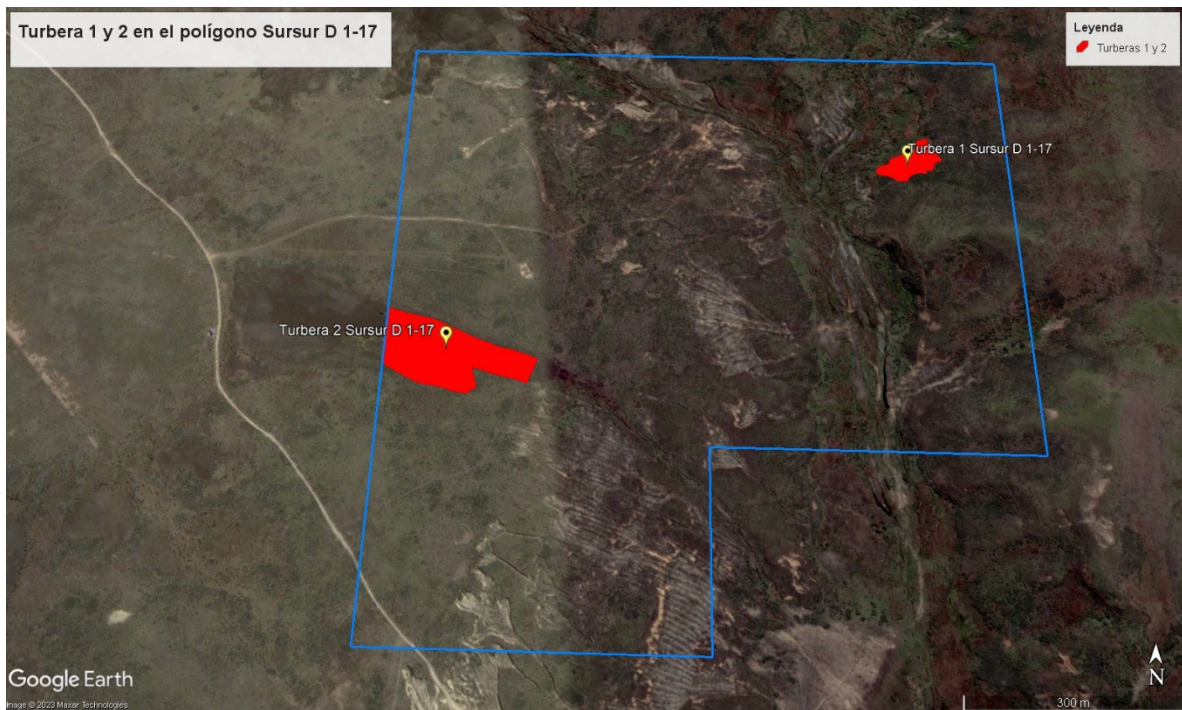 Turbera 1 y 2 en el polígono Sursur D 1-17
Leyenda
Turberas 1 y 2
Turbera 1 Sursur D 1-17
Turbera 2 Sursur D 1-17
Google Earth
Image © 2023 Maxar Technologies
N
300 m